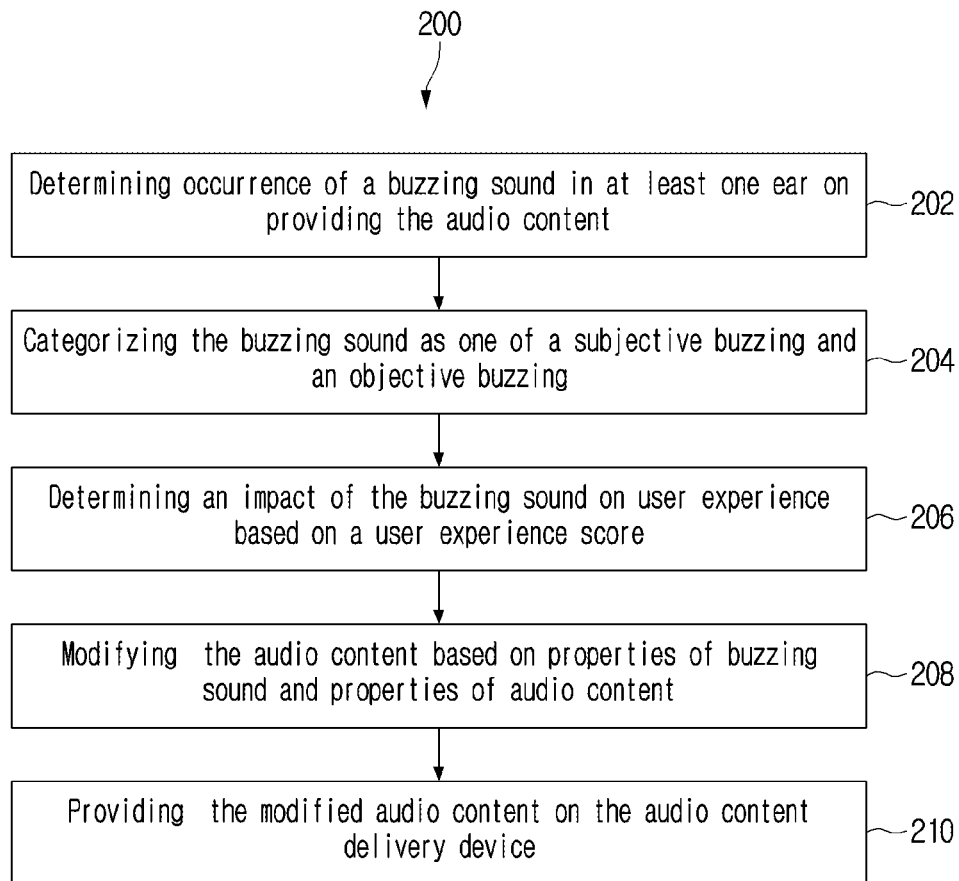 200
Determining occurrence of a buzzing sound in at least one ear on
providing the audio content
202
Categorizing the buzzing sound as one of a subjective buzzing and
an objective buzzing
204
Determining an impact of the buzzing sound on user experience
based on a user experience score
206
Modifying the audio content based on properties of buzzing
sound and properties of audio content
208
Providing the modified audio content on the audio content
delivery device
210